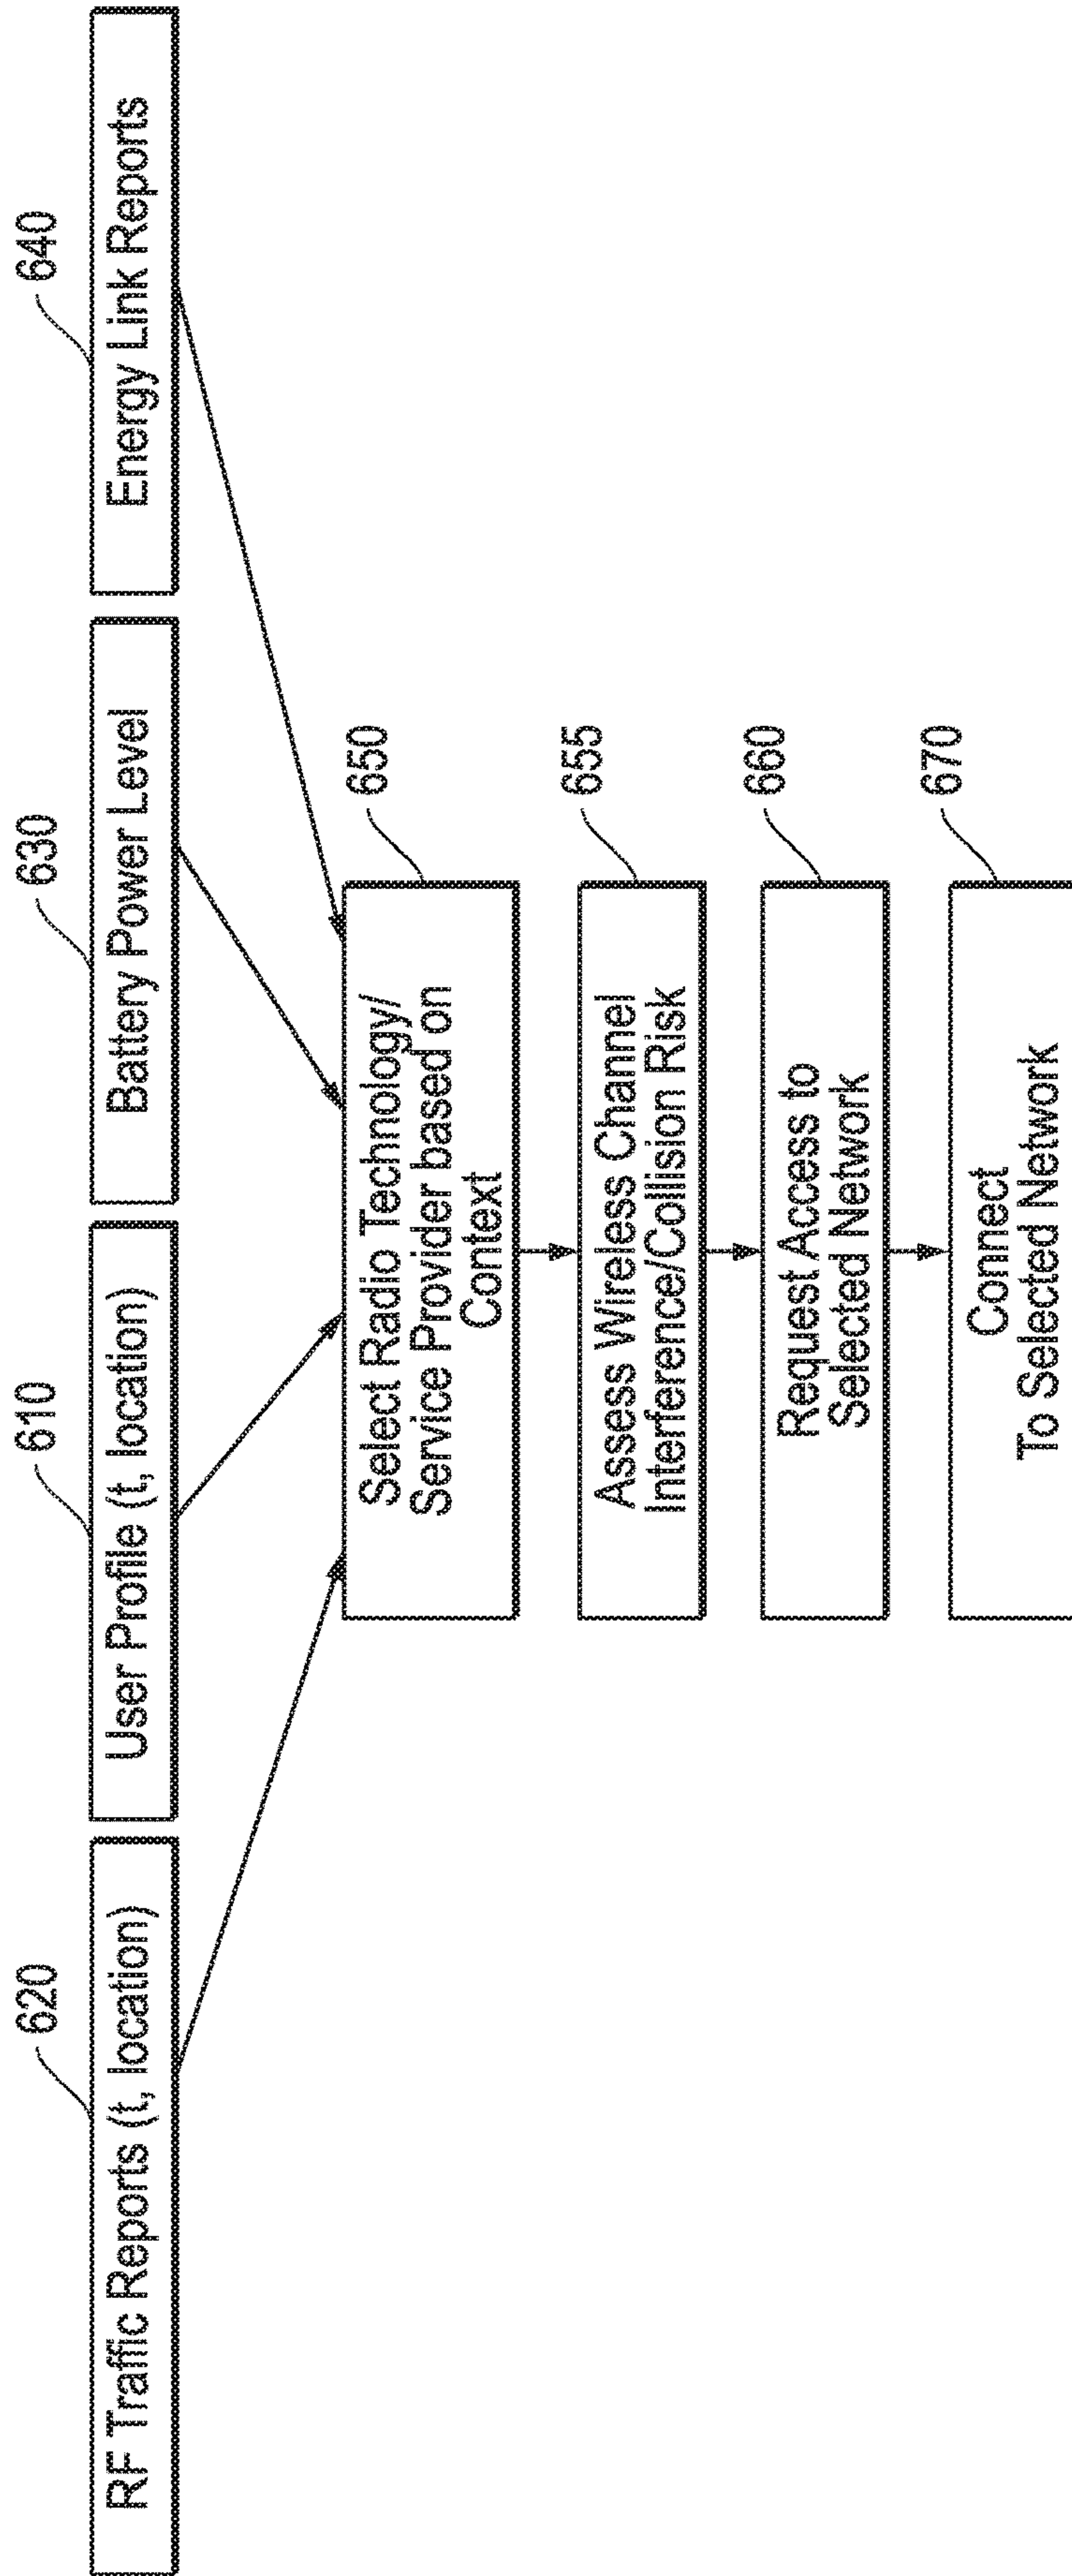 620
RF Traffic Reports (t, location)
610
User Profile (t, location)
630
Battery Power Level
640
Energy Link Reports
650
Select Radio Technology/
Service Provider based on
Context
655
Assess Wireless Channel
Interference/Collision Risk
660
Request Access to
Selected Network
670
Connect
To Selected Network